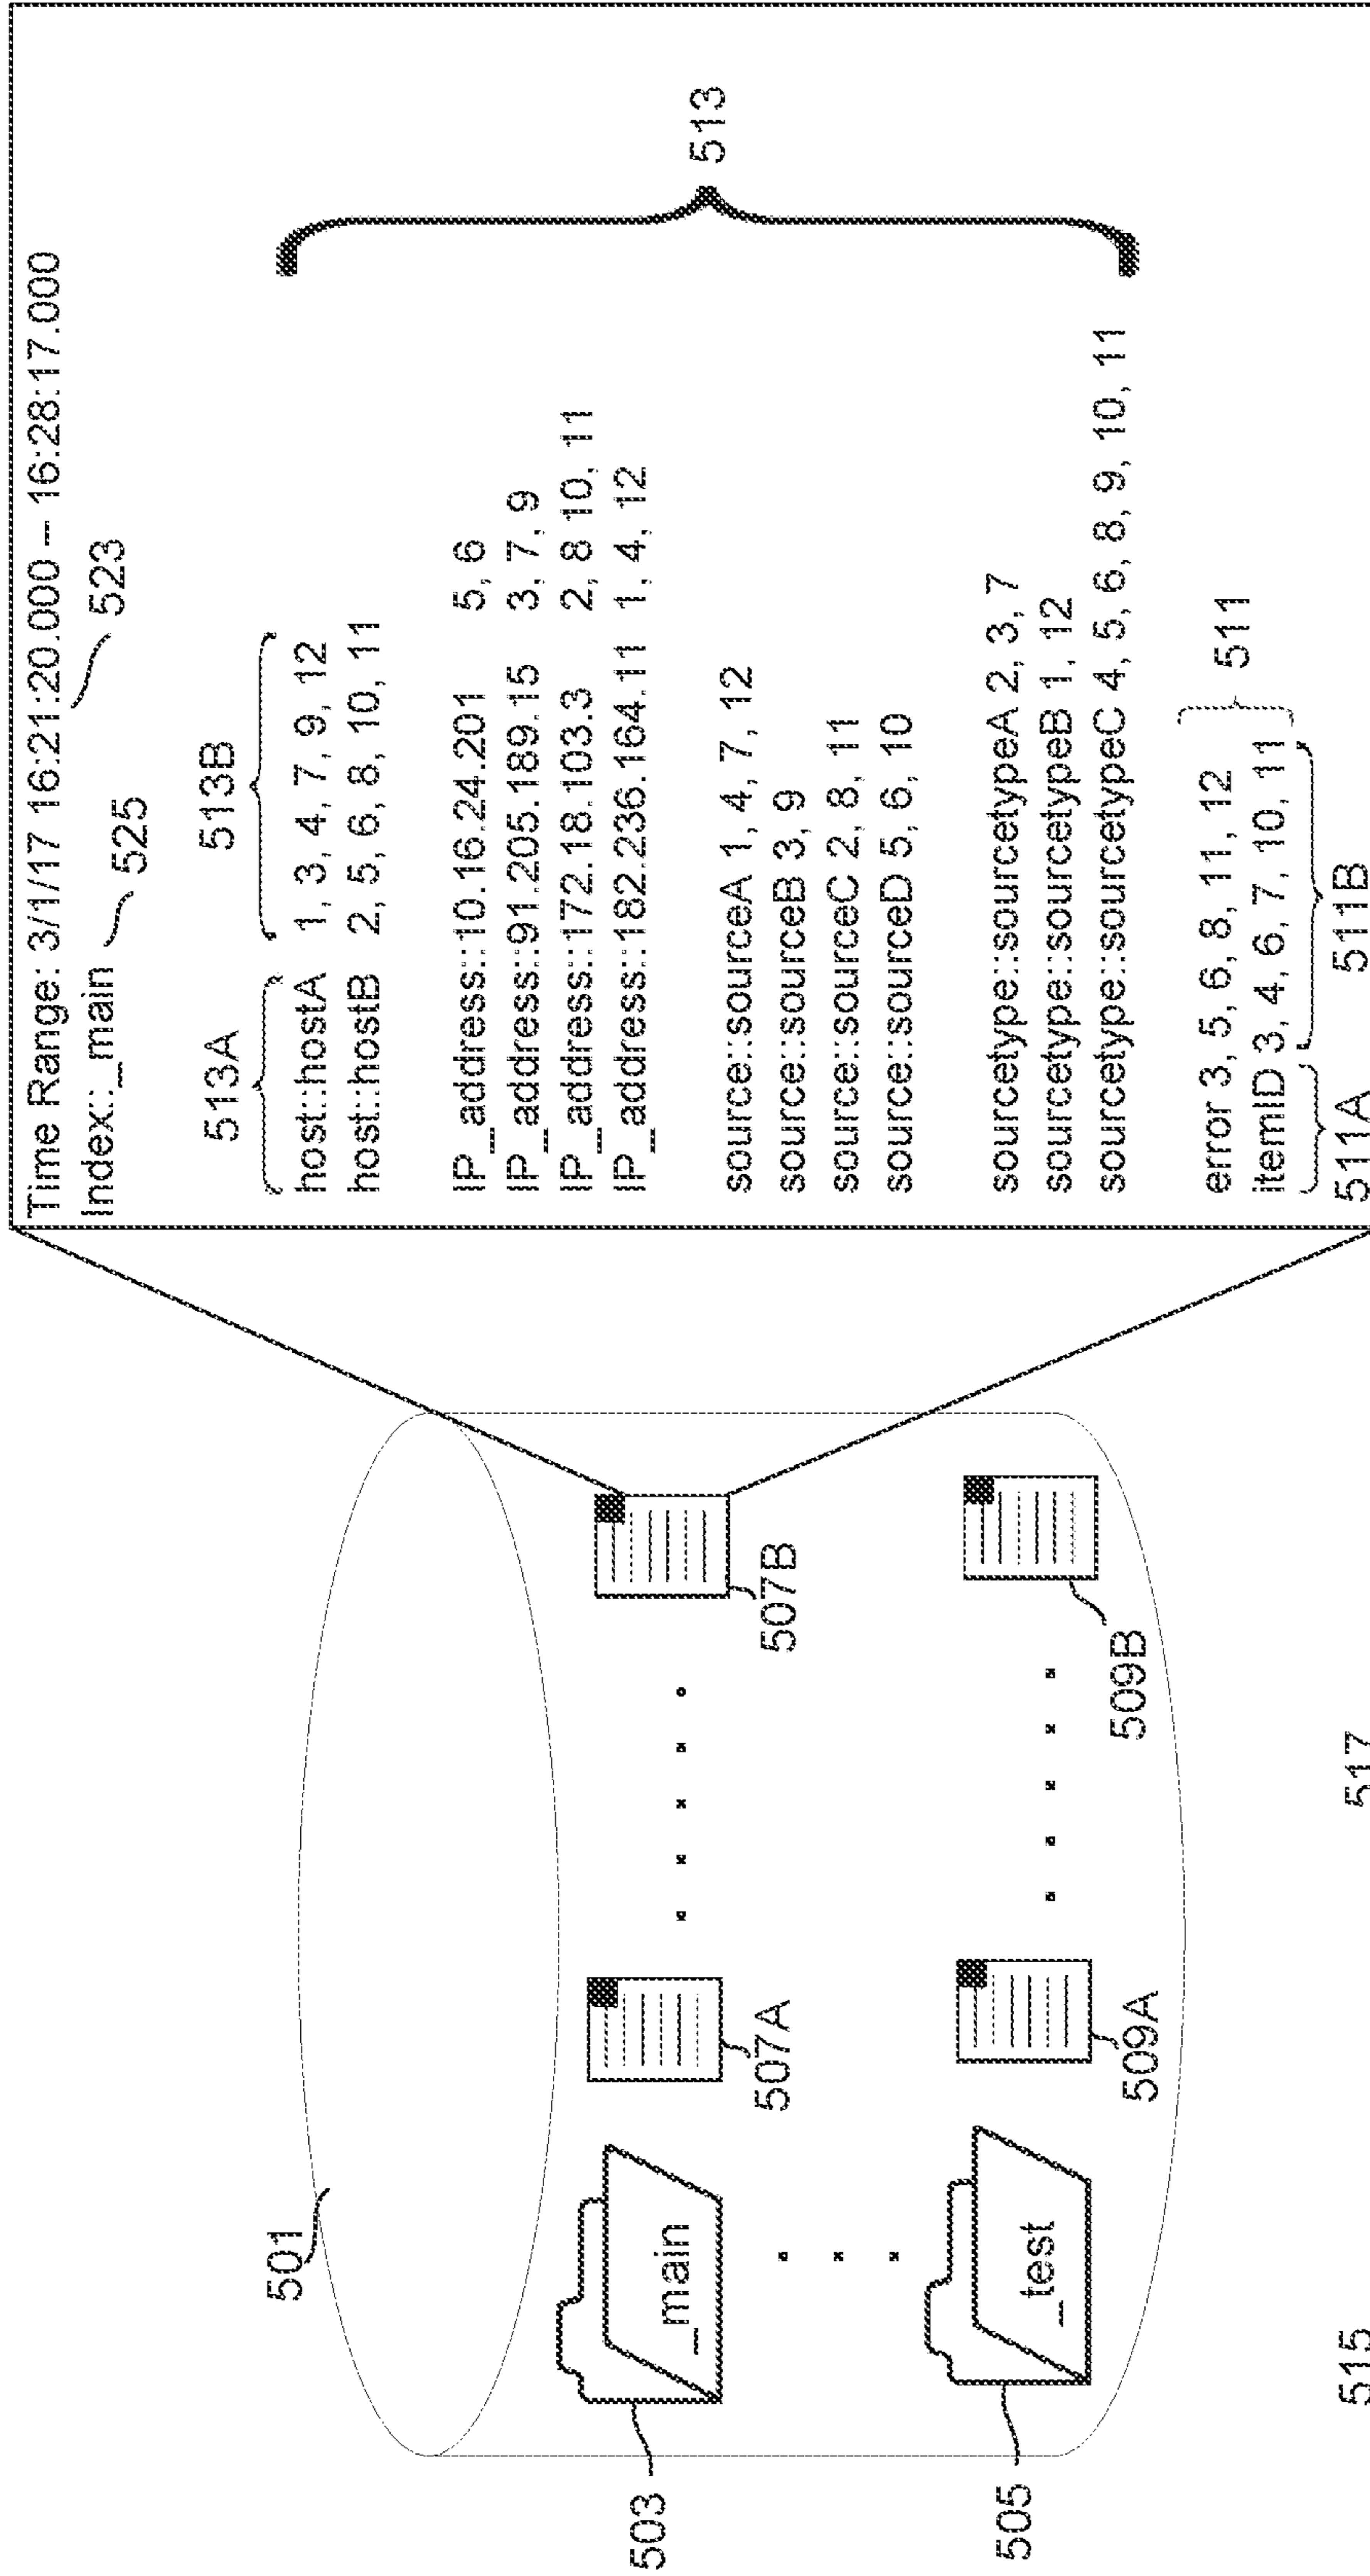 501
503
_main
505
_test
507A
507B
509A
509B
515
517
Time Range: 3/1/17 16:21:20.000 – 16:28:17.000
523
Index::_main
525
513A
513B
host::hostA 1, 3, 4, 7, 9, 12
host::hostB 2, 5, 6, 8, 10, 11
IP_address::10.16.24.201 5, 6
IP_address::91.205.189.15 3, 7, 9
IP_address::172.18.103.3 2, 8 10, 11
IP_address::182.236.164.11 1, 4, 12
source::sourceA 1, 4, 7, 12
source::sourceB 3, 9
source::sourceC 2, 8, 11
source::sourceD 5, 6, 10
sourcetype::sourcetypeA 2, 3, 7
sourcetype::sourcetypeB 1, 12
sourcetype::sourcetypeC 4, 5, 6, 8, 9, 10, 11
513
error 3, 5, 6, 8, 11, 12
itemID 3, 4, 6, 7, 10, 11
511
511A
511B